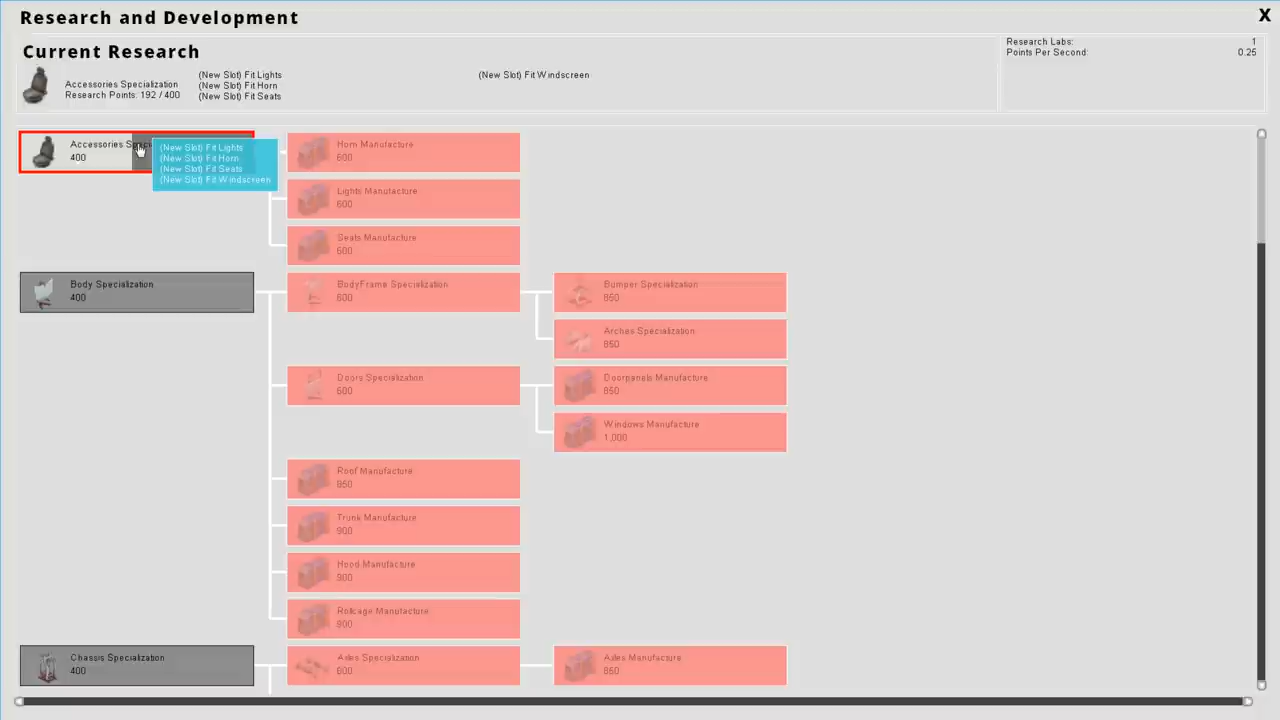 Research and Development
X
Current Research
Accessories Specialization
Research Points: 192 / 400
(New Slot) Fit Lights
(New Slot) Fit Horn
(New Slot) Fit Seats
(New Slot) Fit Windscreen
Research Labs: 1
Points Per Second: 0.25
Accessories
400
(New Slot) Fit Lights
(New Slot) Fit Horn
(New Slot) Fit Seats
(New Slot) Fit Windscreen
Horn Manufacture
600
Lights Manufacture
600
Seats Manufacture
600
Body Specialization
400
BodyFrame Specialization
600
Bumper Specialization
850
Arches Specialization
850
Doors Specialization
600
Doorpanels Manufacture
850
Windows Manufacture
1,000
Roof Manufacture
850
Trunk Manufacture
900
Hood Manufacture
900
Rollcage Manufacture
900
Chassis Specialization
400
Axles Specialization
600
Axles Manufacture
850